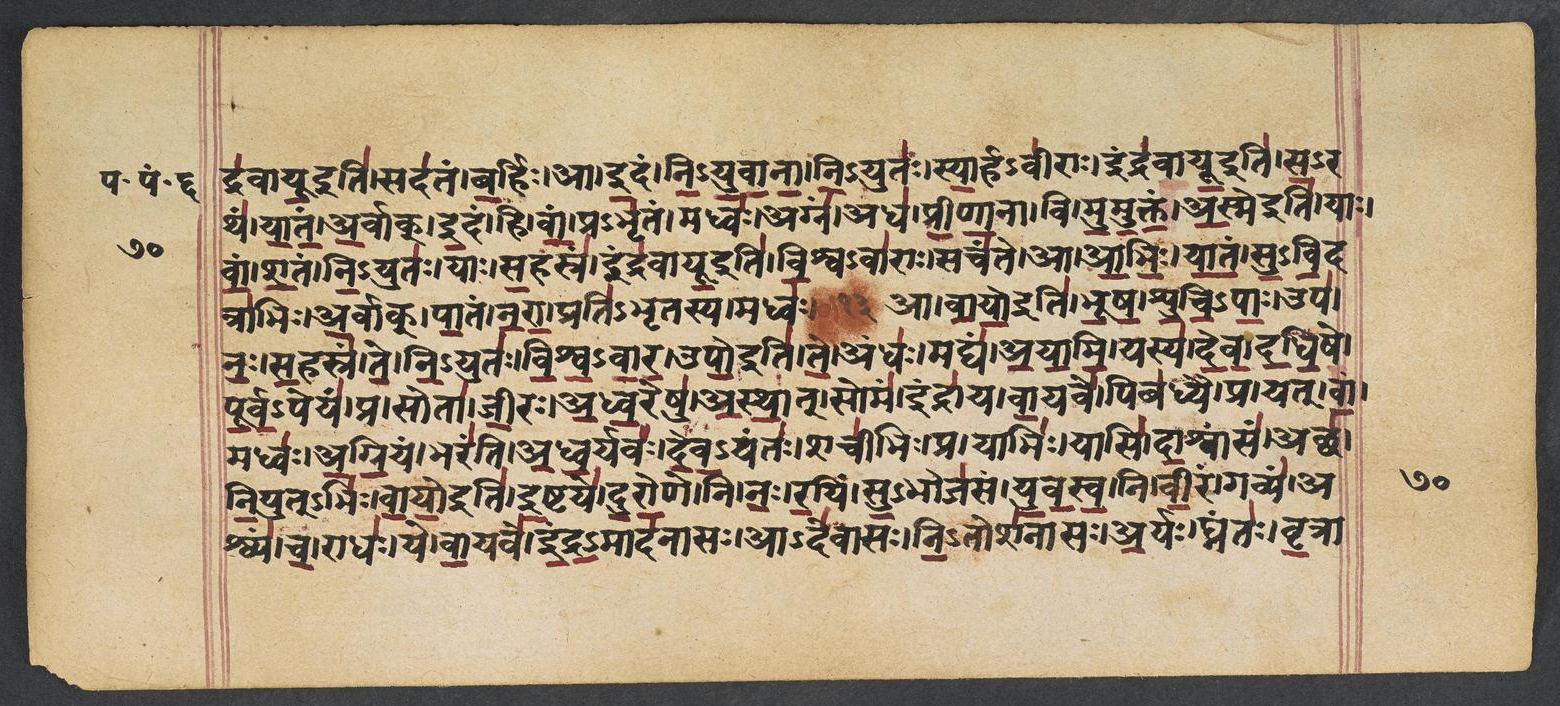 प॰ पं॰ ६
७०
द्रवायूइति।सदतं।बर्हिः।आ।इदं।निऽयुवाना।निऽयुतः।स्पार्हऽवीराः।इंद्रवायूइति।सऽर
थं।यातं।अर्वाक्।इदं।हि।वां।प्रऽभृतं।मध्वः।अग्रं।अध।प्रीणाना।वि।मुमुक्तं।अस्मेइति।याः।
वां।शतं।निऽयुतः।याः।सहस्रं।इंद्रवायूइति।विश्वऽवाराः।सचंते।आ।आभिः।यातं।सुऽविद
त्राभिः।अर्वाक्।पातं।नरा।प्रतिऽभृतस्य।मध्वः। १३ आ।वायोइति।भूष।शुचिऽपाः।उप।
नः।सहस्रं।ते।निऽयुतः।विश्वऽवार।उपोइति।ते।अंधः।मद्यं।अयामि।यस्य।देव।दधिषे।
पूर्वऽपेयं।प्र।सोता।जीरः।अध्वरेषु।अस्थात्।सोमं।इंद्राय।वायवे।पिबध्यै।प्र।यत्।वां।
मध्वः।अग्रियं।भरंति।अध्वर्यवः।देवऽयंतः।शचीभिः।प्र।याभिः।यासि।दाश्वांसं।अछ।
नियुत्ऽभिः।वायोइति।इष्टये।दुरोणे।नि।नः।रयिं।सुऽभोजसं।युवस्व।नि।वीरं।गव्यं।अ
श्व्यं।च।राधः।ये।वायवे।इंद्रऽमादनासः।आऽदेवासः।निऽतोशनासः।अर्यः।घ्नंतः।वृत्रा
७०